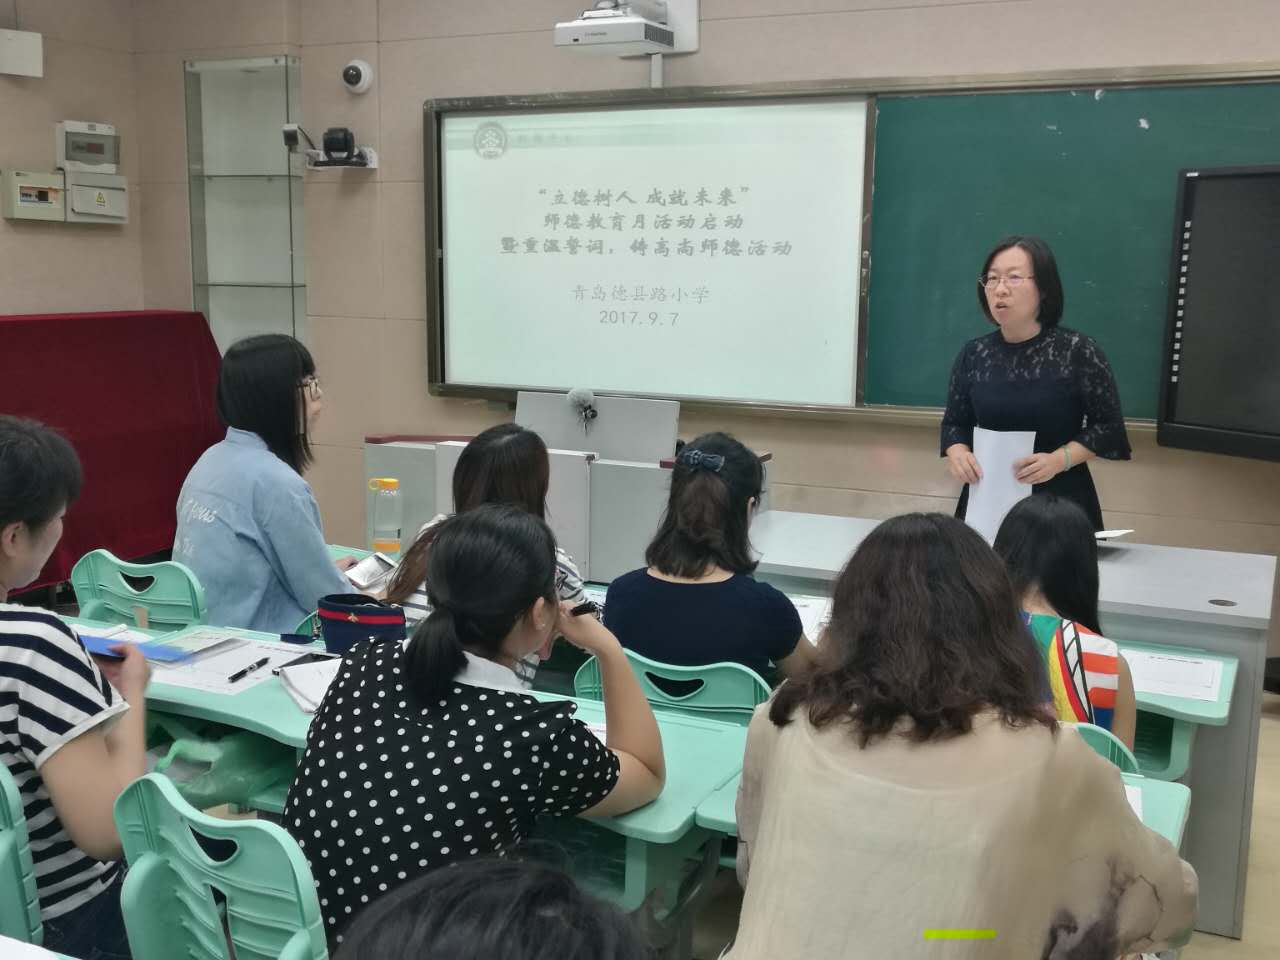 “立德树人 成就未来”
师德教育月活动启动
暨重温誓词，铸高尚师德活动
青岛德县路小学
2017.9.7